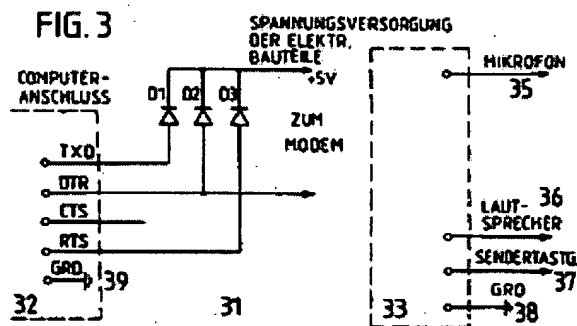 FIG. 3
SPANNUNGSVERSORGUNG
DER ELEKTR.
BAUTEILE
+5V
COMPUTER-
ANSCHLUSS
D1 D2 D3
ZUM
MODEM
TXD
DTR
CTS
RTS
GRD
39
32
31
MIKROFON
35
LAUT-
SPRECHER
36
SENDERTASTG.
37
GRD
38
33